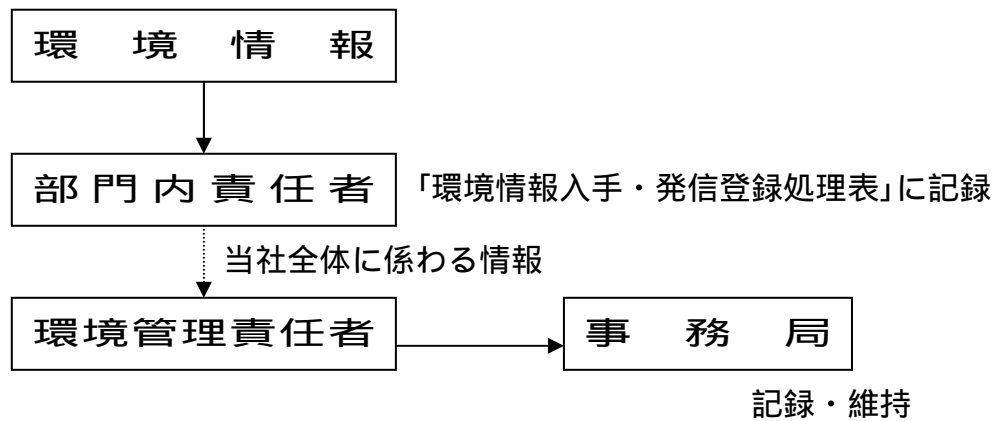 環境情報
部門内責任者 「環境情報入手・発信登録処理表」に記録
当社全体に係わる情報
環境管理責任者 事務局
記録・維持